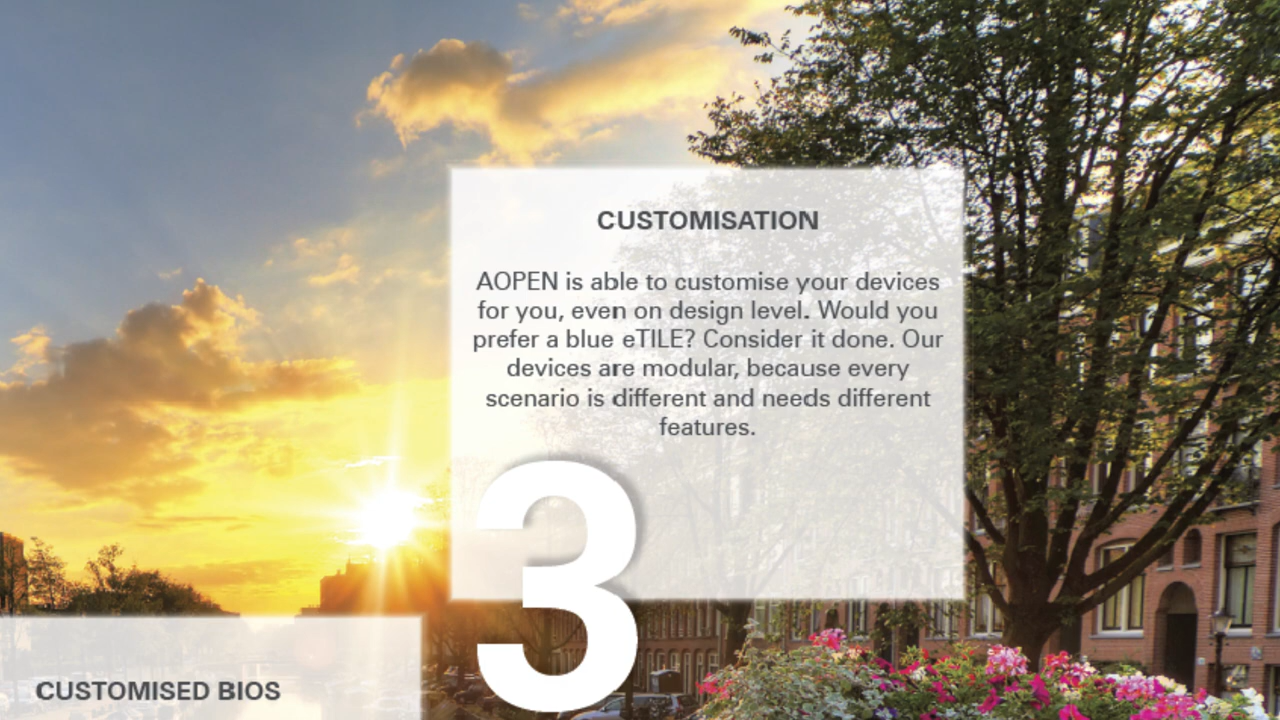 CUSTOMISATION
AOPEN is able to customise your devices
for you, even on design level. Would you
prefer a blue eTILE? Consider it done. Our
devices are modular, because every
scenario is different and needs different
features.
3
CUSTOMISED BIOS